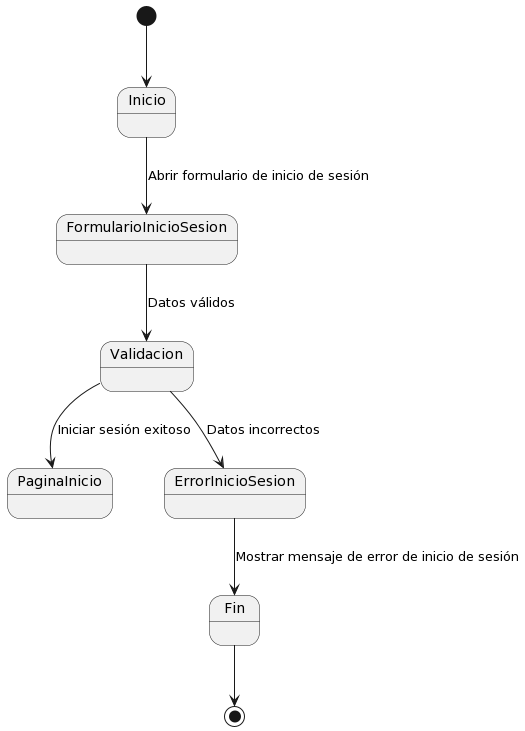 Inicio
Abrir formulario de inicio de sesión
FormularioInicioSesion
Datos válidos
Validacion
Iniciar sesión exitoso
Datos incorrectos
PaginaInicio
ErrorInicioSesion
Mostrar mensaje de error de inicio de sesión
Fin